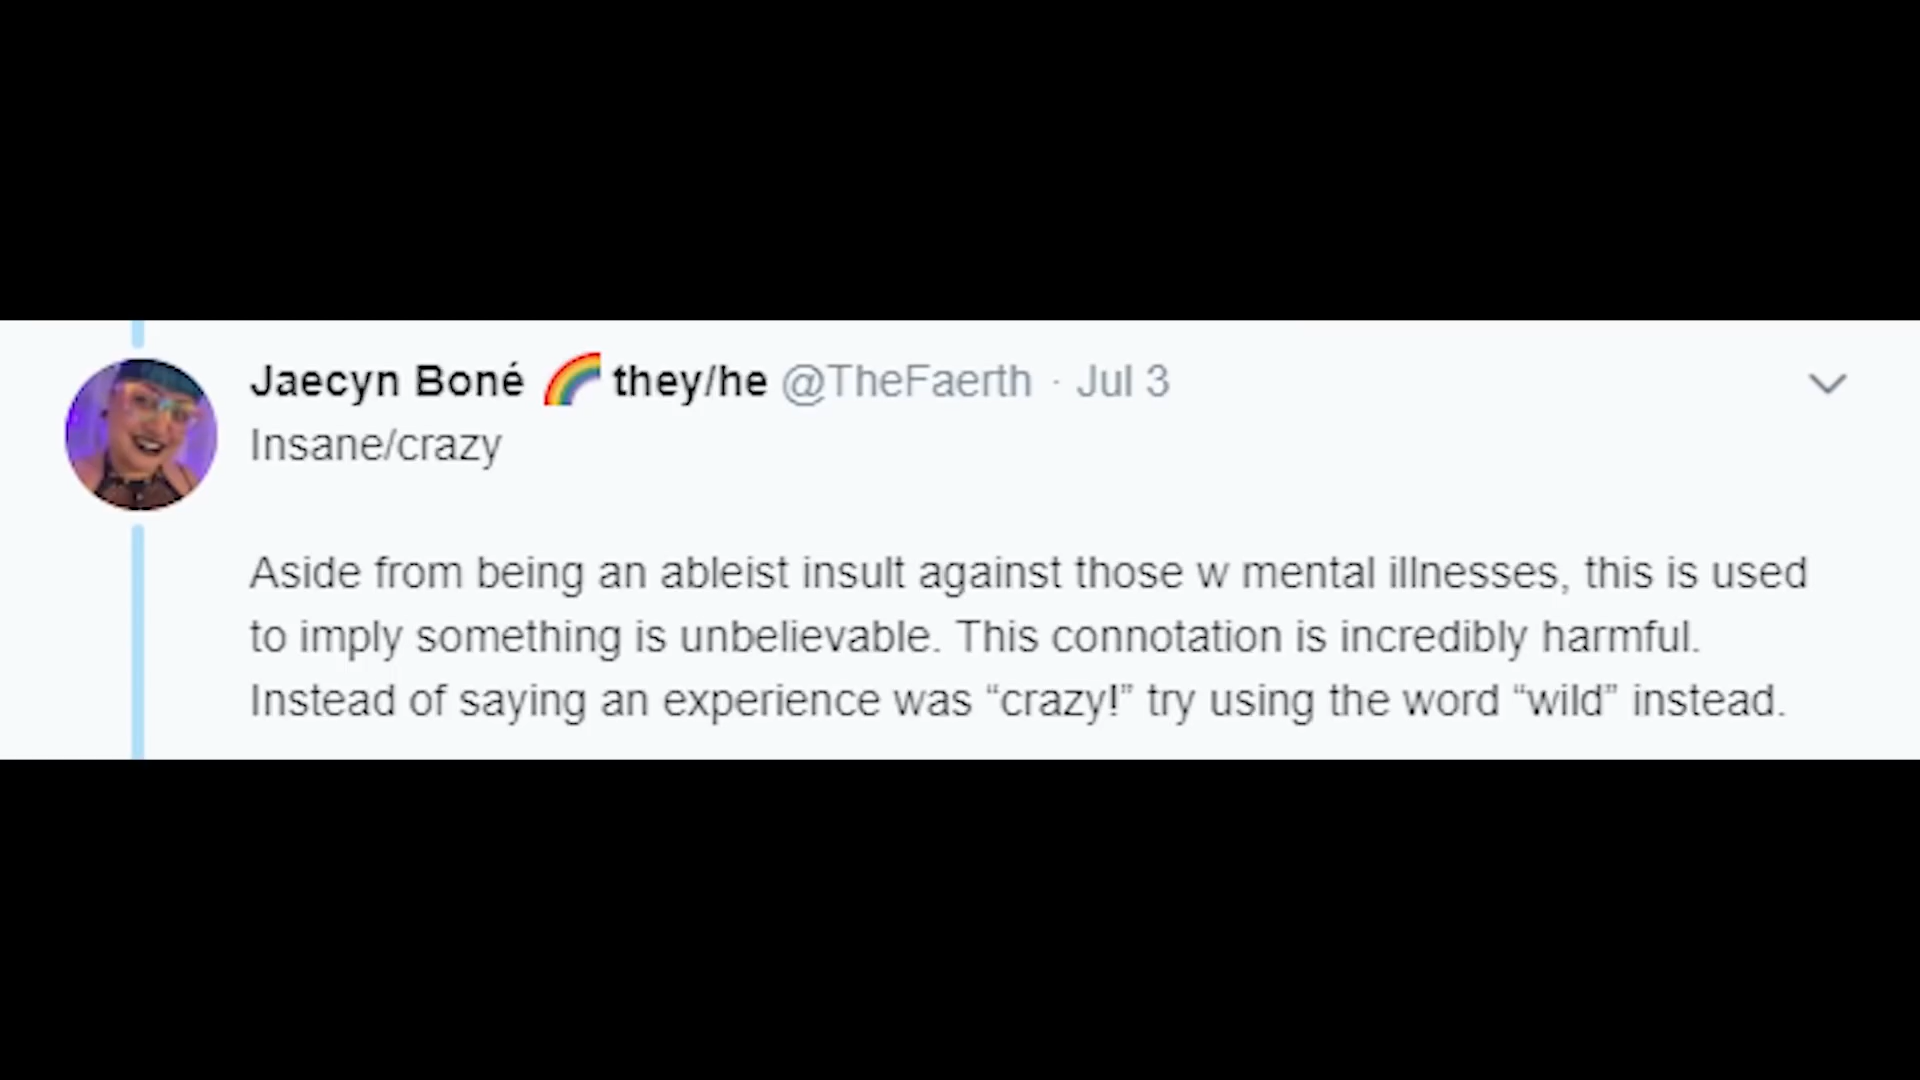 Jaecyn Boné 🌈 they/he @TheFaerth · Jul 3
Insane/crazy
Aside from being an ableist insult against those w mental illnesses, this is used
to imply something is unbelievable. This connotation is incredibly harmful.
Instead of saying an experience was “crazy!” try using the word “wild” instead.